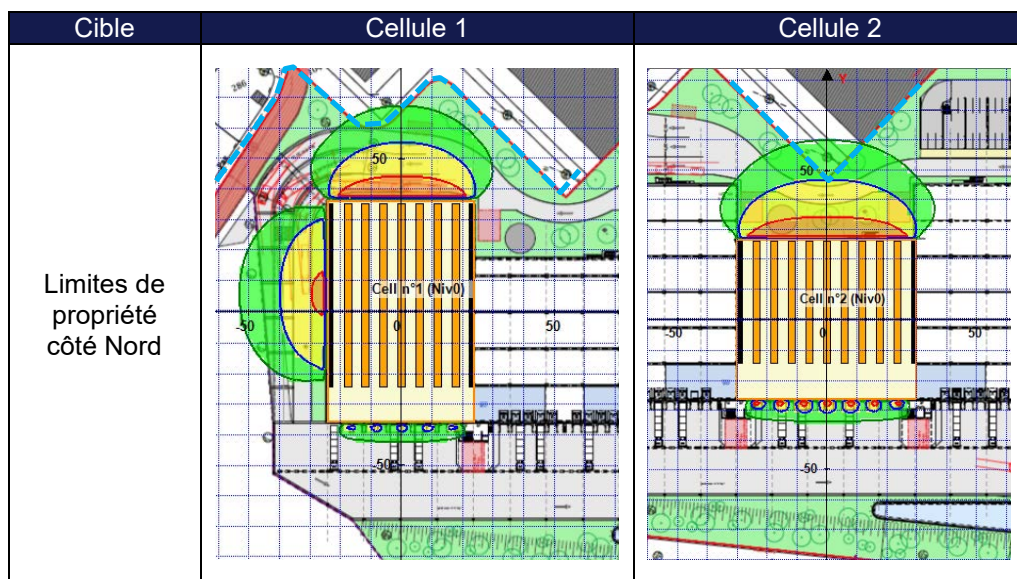 Cible
Cellule 1
Cellule 2
Limites de
propriété
côté Nord
286
50
Cell n°1 (Niv0)
-50
0
50
-50
Y
50
Cell n°2 (Niv0)
-50
0
50
-50